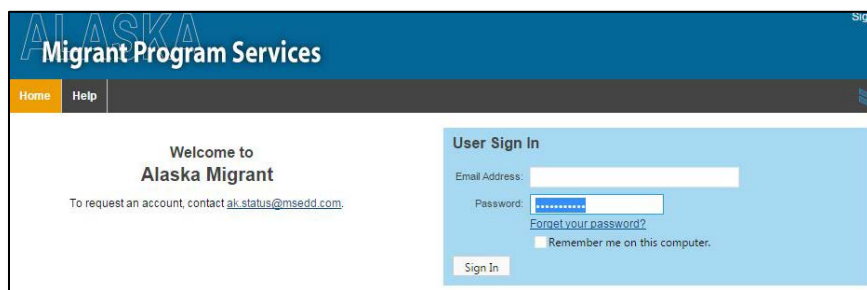 ALASKA
Migrant Program Services
Home Help
Welcome to
Alaska Migrant
To request an account, contact ak.status@msedd.com.
User Sign In
Email Address:
Password:
Forget your password?
Remember me on this computer.
Sign In